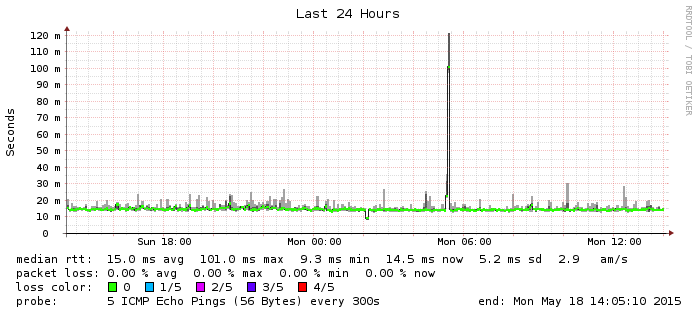 Last 24 Hours
RRDTOOL / TOBI OETIKER
Seconds
120 m
110 m
100 m
90 m
80 m
70 m
60 m
50 m
40 m
30 m
20 m
10 m
0
Sun 18:00 Mon 00:00 Mon 06:00 Mon 12:00
median rtt: 15.0 ms avg 101.0 ms max 9.3 ms min 14.5 ms now 5.2 ms sd 2.9 am/s
packet loss: 0.00 % avg 0.00 % max 0.00 % min 0.00 % now
loss color: 0 1/5 2/5 3/5 4/5
probe: 5 ICMP Echo Pings (56 Bytes) every 300s end: Mon May 18 14:05:10 2015